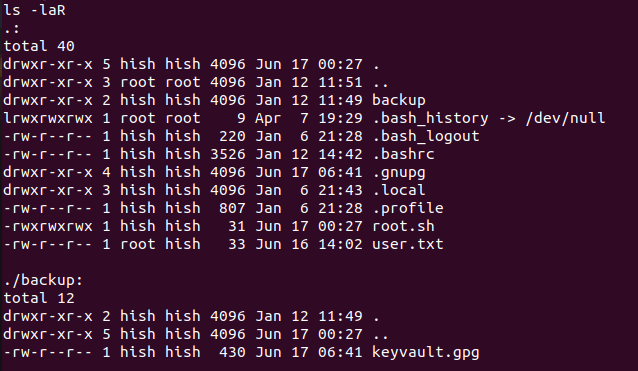 ls -laR
.:
total 40
drwxr-xr-x 5 hish hish 4096 Jun 17 00:27 .
drwxr-xr-x 3 root root 4096 Jan 12 11:51 ..
drwxr-xr-x 2 hish hish 4096 Jan 12 11:49 backup
lrwxrwxrwx 1 root root    9 Apr  7 19:29 .bash_history -> /dev/null
-rw-r--r-- 1 hish hish  220 Jan  6 21:28 .bash_logout
-rw-r--r-- 1 hish hish 3526 Jan 12 14:42 .bashrc
drwxr-xr-x 4 hish hish 4096 Jun 17 06:41 .gnupg
drwxr-xr-x 3 hish hish 4096 Jan  6 21:43 .local
-rw-r--r-- 1 hish hish  807 Jan  6 21:28 .profile
-rwxrwxrwx 1 hish hish   31 Jun 17 00:27 root.sh
-rw-r--r-- 1 root hish   33 Jun 16 14:02 user.txt
./backup:
total 12
drwxr-xr-x 2 hish hish 4096 Jan 12 11:49 .
drwxr-xr-x 5 hish hish 4096 Jun 17 00:27 ..
-rw-r--r-- 1 hish hish  430 Jun 17 06:41 keyvault.gpg